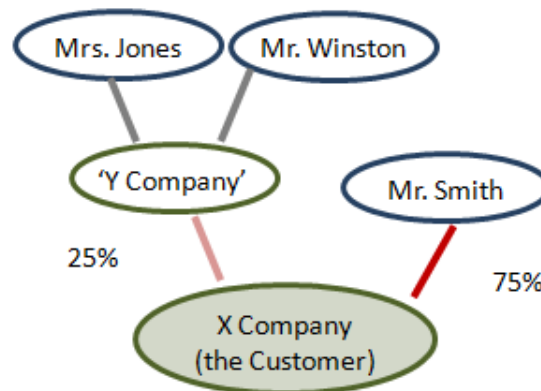 Mrs. Jones
Mr. Winston
‘Y Company’
Mr. Smith
25%
75%
X Company
(the Customer)